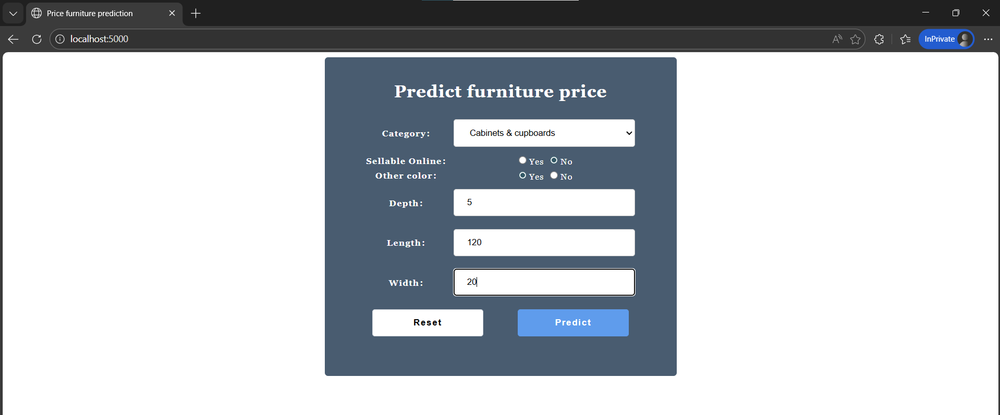 Price furniture prediction
localhost:5000
InPrivate
Predict furniture price
Category: Cabinets & cupboards
Sellable Online: Yes No
Other color: Yes No
Depth: 5
Length: 120
Width: 20
Reset Predict